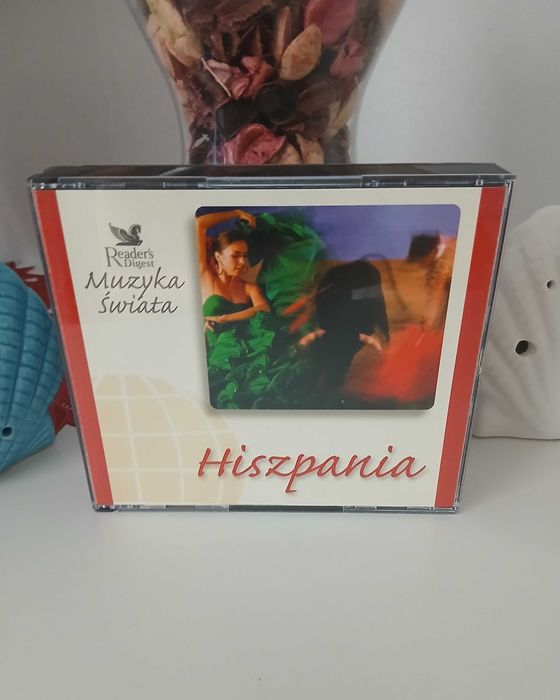 Reader's
Digest
Muzyka
Świata
Hiszpania